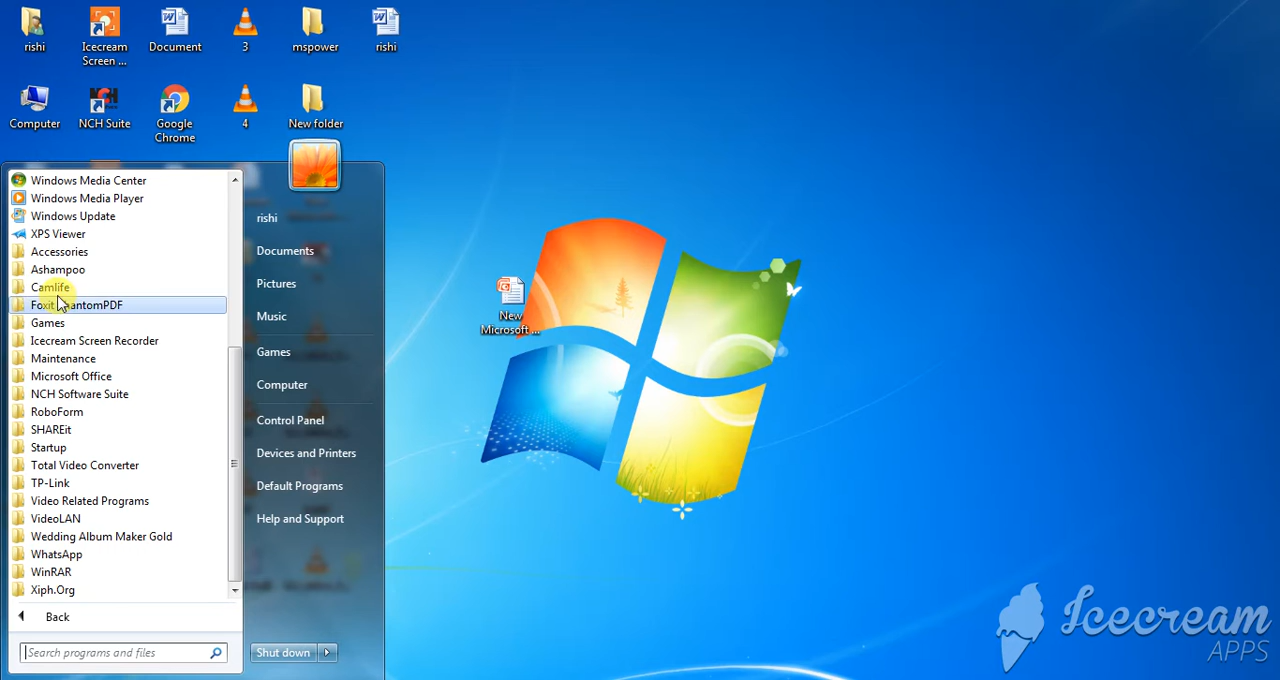 rishi
Icecream
Screen ...
Document
3
mspower
rishi
Computer
NCH Suite
Google
Chrome
4
New folder
Windows Media Center
Windows Media Player
Windows Update
XPS Viewer
Accessories
Ashampoo
Camlife
Foxit PhantomPDF
Games
Icecream Screen Recorder
Maintenance
Microsoft Office
NCH Software Suite
RoboForm
SHAREit
Startup
Total Video Converter
TP-Link
Video Related Programs
VideoLAN
Wedding Album Maker Gold
WhatsApp
WinRAR
Xiph.Org
Back
Search programs and files
rishi
Documents
Pictures
Music
Games
Computer
Control Panel
Devices and Printers
Default Programs
Help and Support
Shut down
New
Microsoft ...
Icecream
APPS